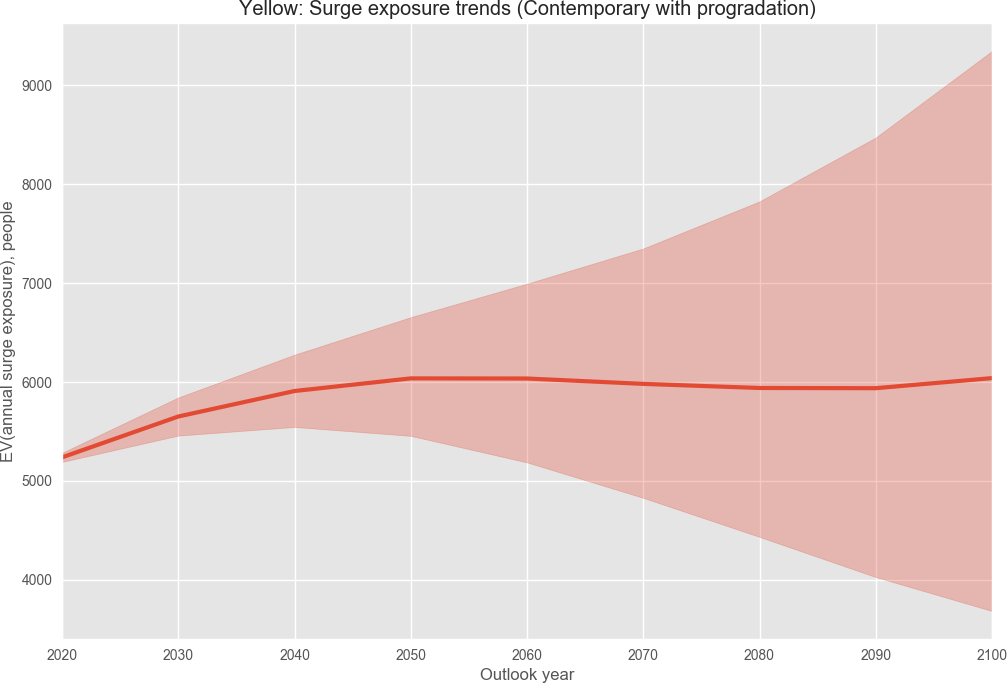 Yellow: Surge exposure trends (Contemporary with progradation)
EV(annual surge exposure), people
9000
8000
7000
6000
5000
4000
2020 2030 2040 2050 2060 2070 2080 2090 2100
Outlook year